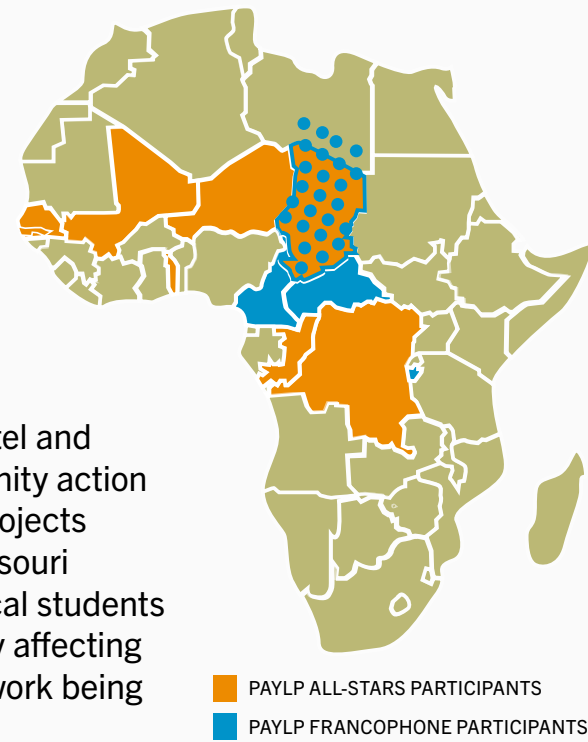 tel and
nity action
ojects
souri
cal students
y affecting
work being
PAYLP ALL-STARS PARTICIPANTS
PAYLP FRANCOPHONE PARTICIPANTS